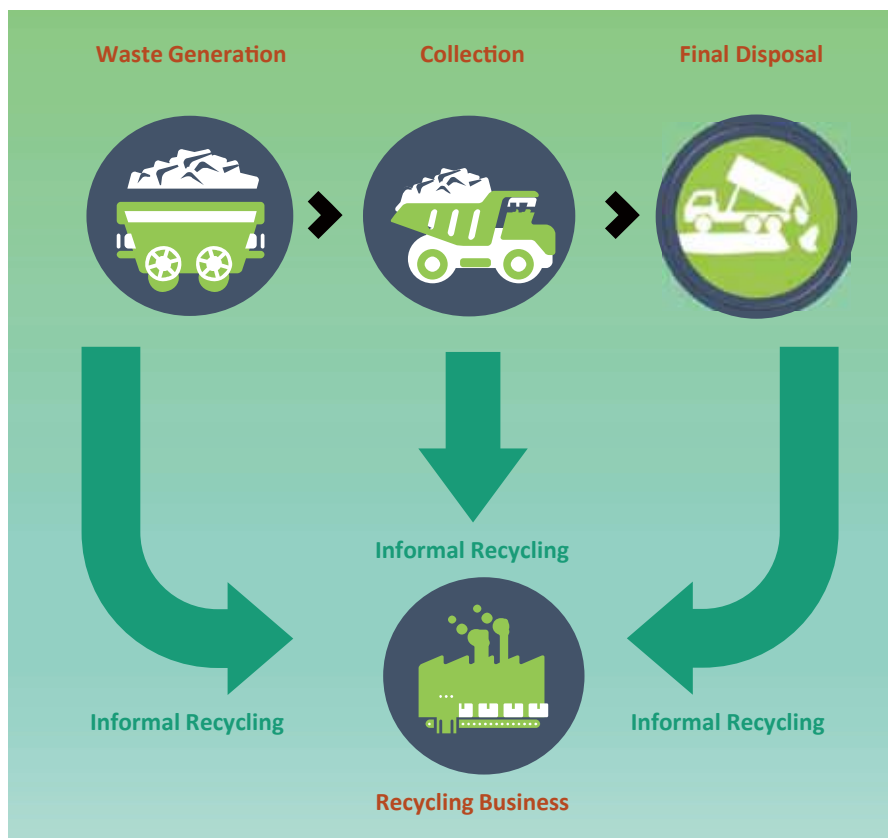 Waste Generation
Collection
Final Disposal
Informal Recycling
Informal Recycling
Informal Recycling
Recycling Business